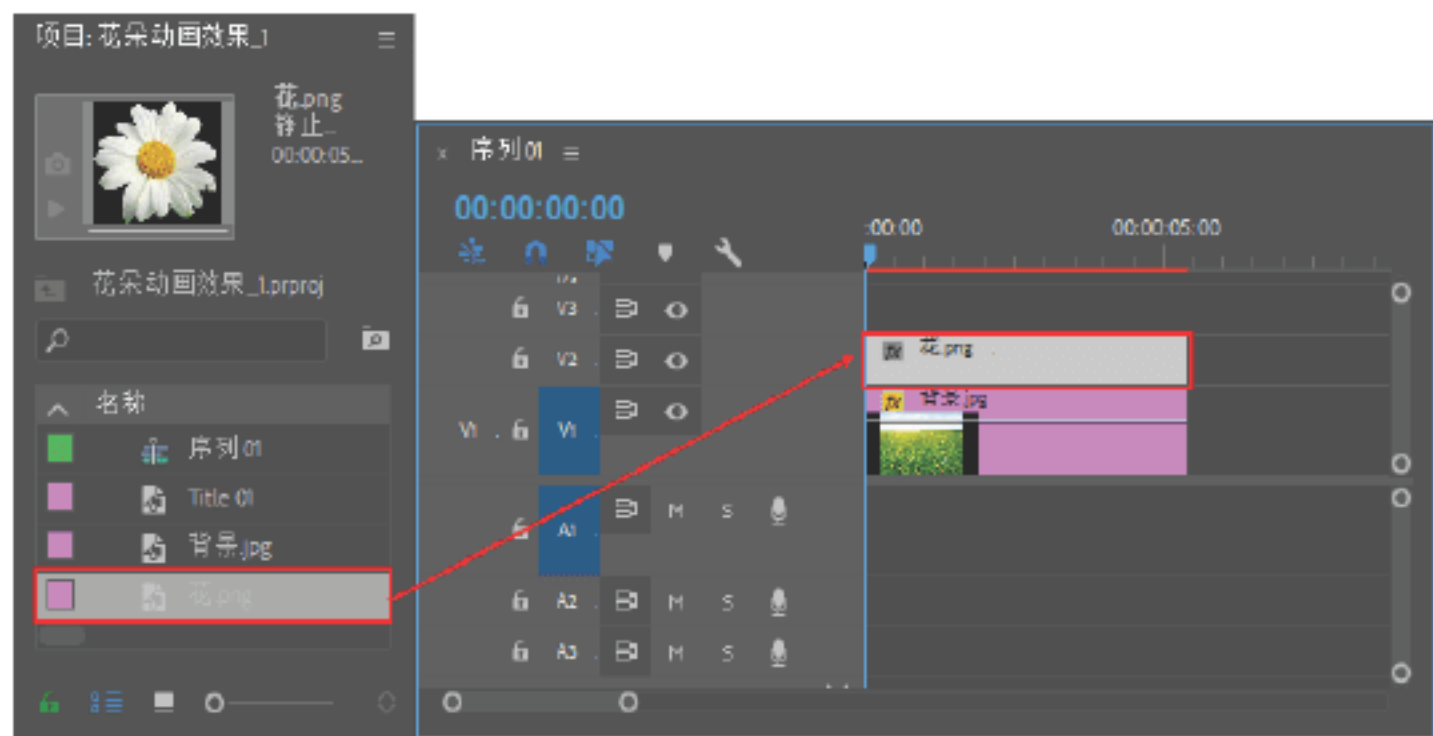 项目: 花朵动画效果_1
花.png
静止...
00:00:05...
花朵动画效果_1.prproj
名称
序列 01
Title 01
背景.jpg
花.png
× 序列 01
00:00:00:00
:00:00 00:00:05:00
V3
V2
花.png
V1 V1
背景.jpg
A1 M S
A2 M S
A3 M S